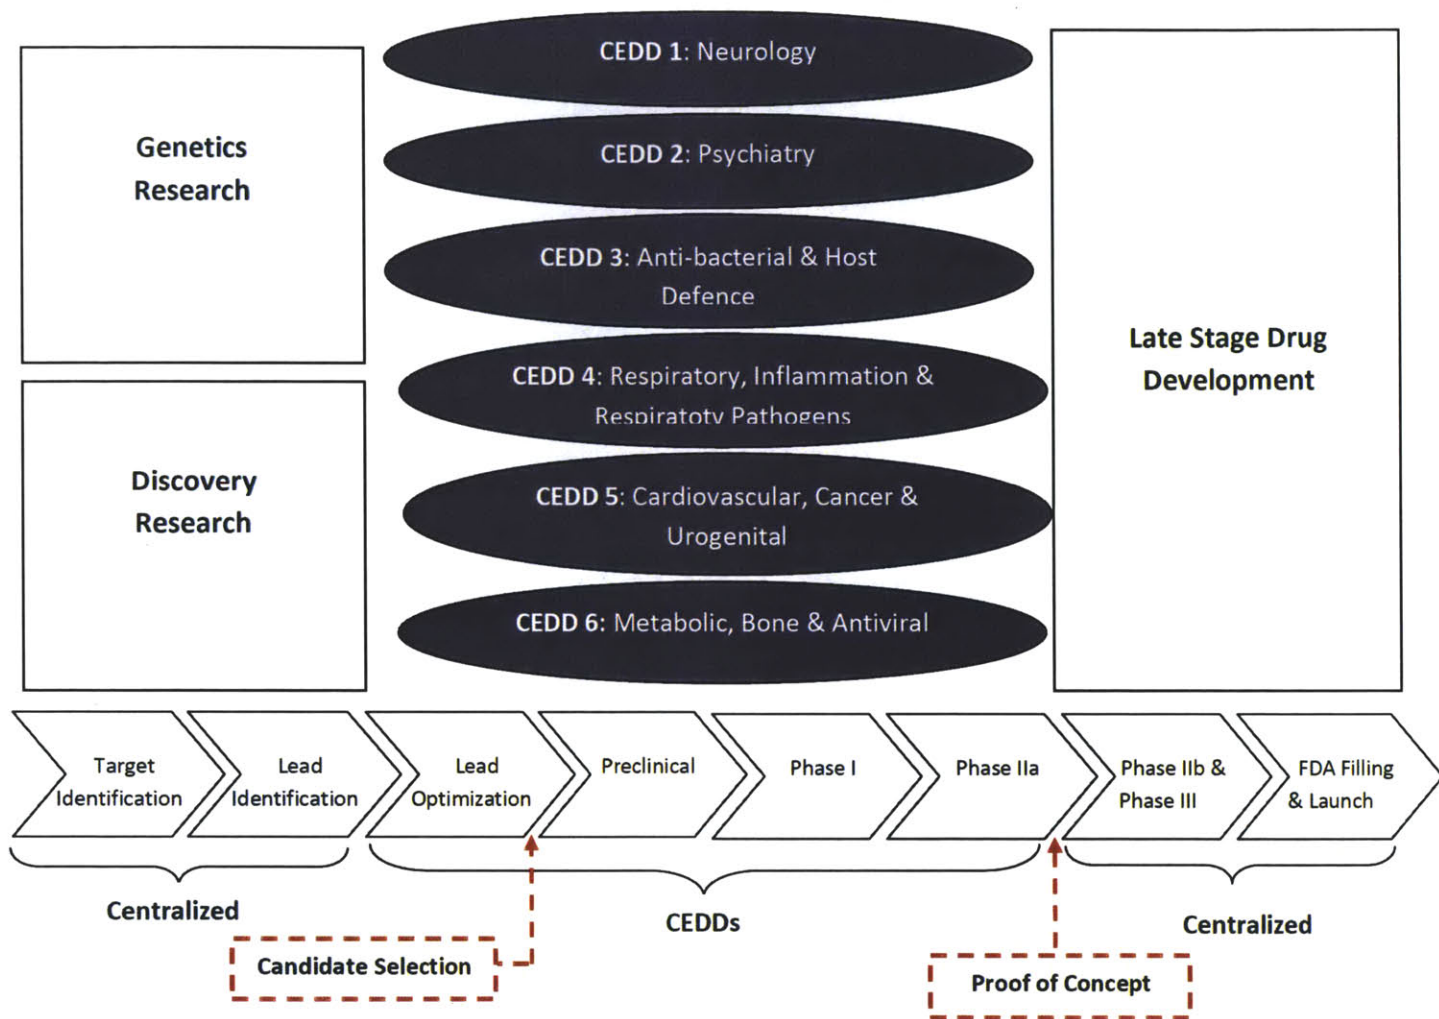 Genetics
Research
Discovery
Research
CEDD 1: Neurology
CEDD 2: Psychiatry
CEDD 3: Anti-bacterial & Host
Defence
CEDD 4: Respiratory, Inflammation &
Respiratoty Pathogens
CEDD 5: Cardiovascular, Cancer &
Urogenital
CEDD 6: Metabolic, Bone & Antiviral
Late Stage Drug
Development
Target
Identification
Lead
Identification
Lead
Optimization
Preclinical
Phase I
Phase IIa
Phase IIb &
Phase III
FDA Filling
& Launch
Centralized
CEDDs
Centralized
Candidate Selection
Proof of Concept